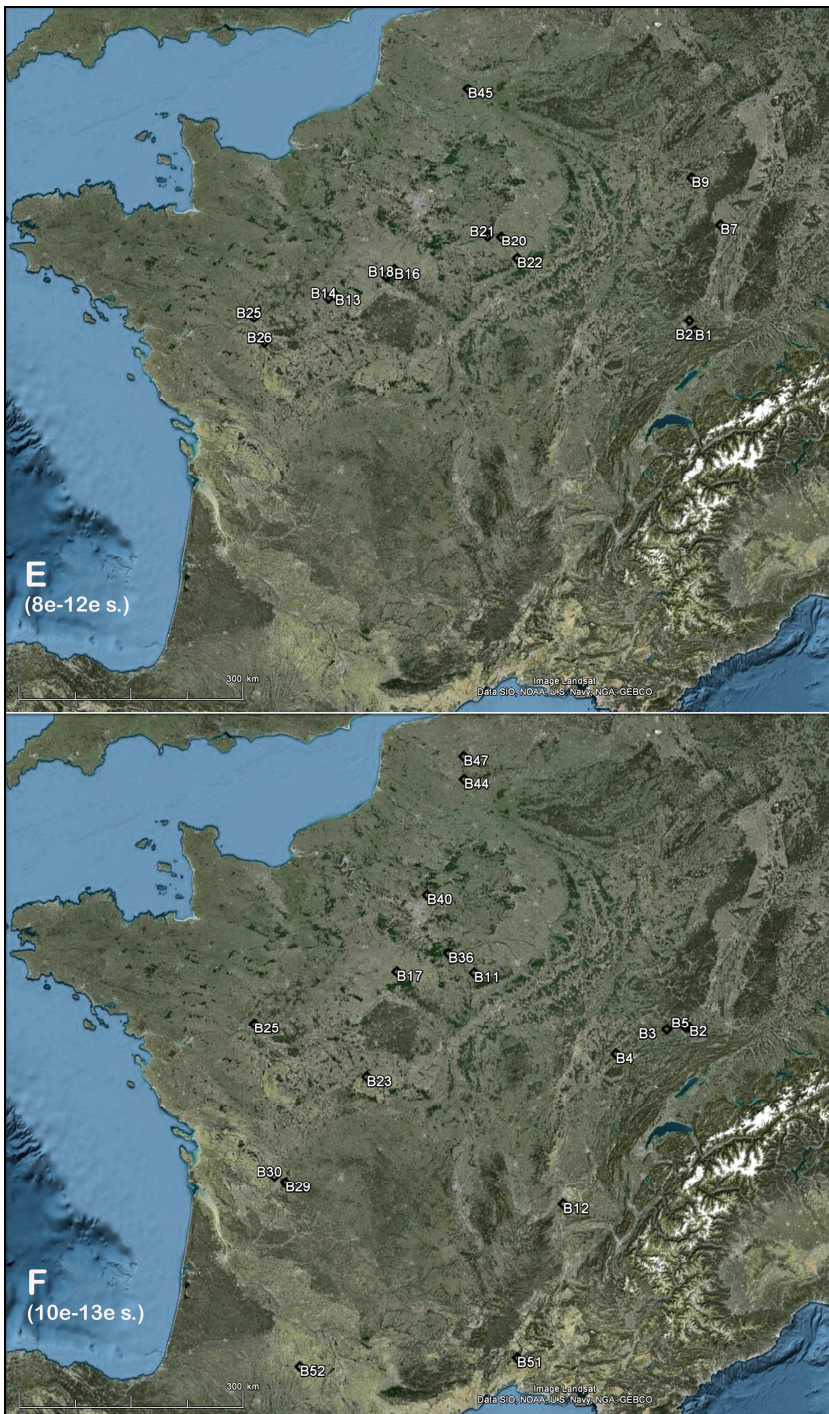 B45
B9
B7
B21 B20
B22
B18 B16
B14 B13
B25
B2 B1
B26
E
(8e-12e s.)
300 km
Image Landsat
Data SIO, NOAA, U.S. Navy, NGA, GEBCO
B47
B44
B40
B36
B17 B11
B25
B3 B5 B2
B4
B23
B30
B29
B12
F
(10e-13e s.)
B52
B51
300 km
Image Landsat
Data SIO, NOAA, U.S. Navy, NGA, GEBCO